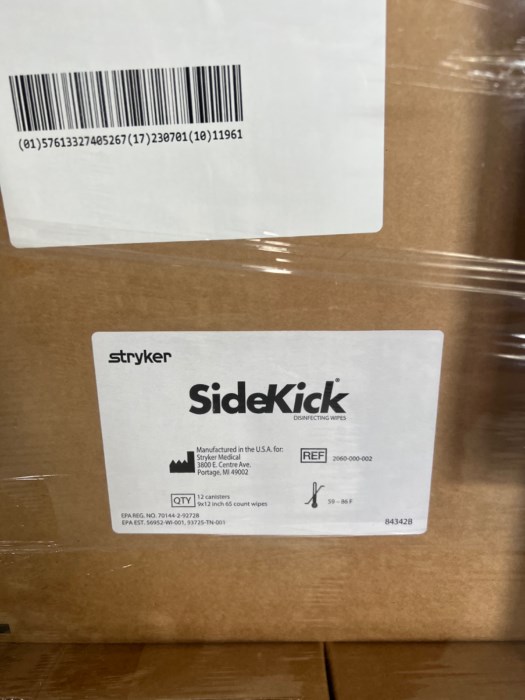 (01)57613327405267(17)230701(10)11961
stryker
SideKick®
DISINFECTING WIPES
Manufactured in the U.S.A. for:
Stryker Medical
3800 E. Centre Ave.
Portage, MI 49002
REF 2060-000-002
QTY 12 canisters
9x12 inch 65 count wipes
59 - 86 F
EPA REG. NO. 70144-2-92728
EPA EST. 56952-WI-001, 93725-TN-001
84342B